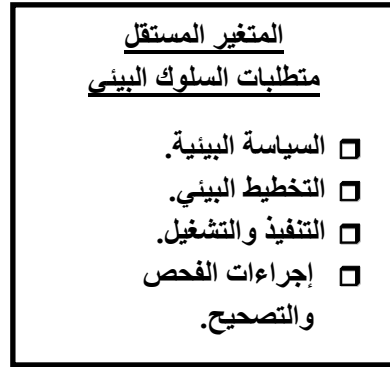 المتغير المستقل
متطلبات السلوك البيئي
السياسة البيئية.
التخطيط البيئي.
التنفيذ والتشغيل.
إجراءات الفحص
والتصحيح.